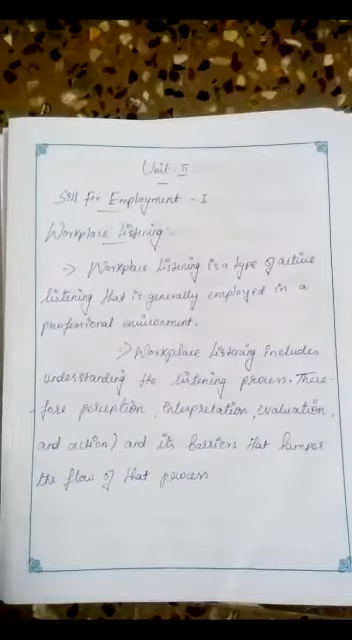 Unit - II
Skill for Employment - I
Workplace Listening:
-> Workplace Listening is a type of active
listening that is generally employed in a
professional environment.
=> Workplace listening includes
understanding the listening process. There-
-fore perception, interpretation, evaluation,
and action) and its barriers that hamper
the flow of that process